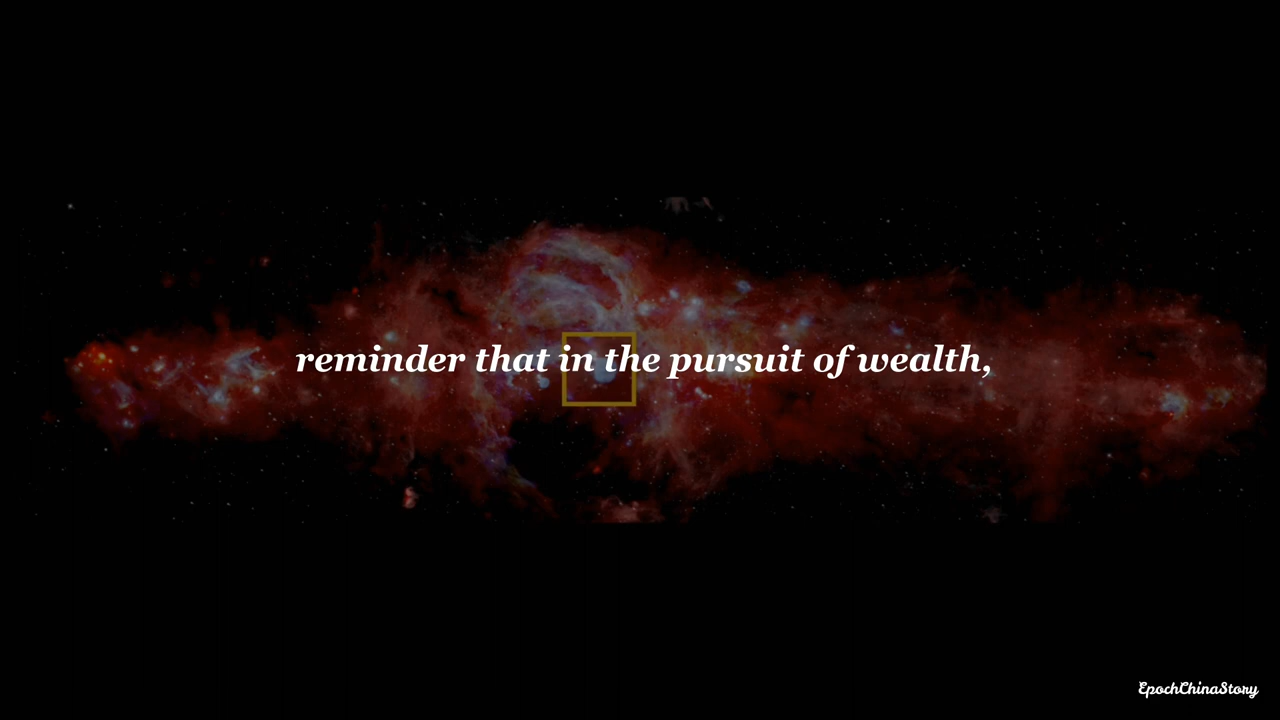 reminder that in the pursuit of wealth,
EpochChinaStory